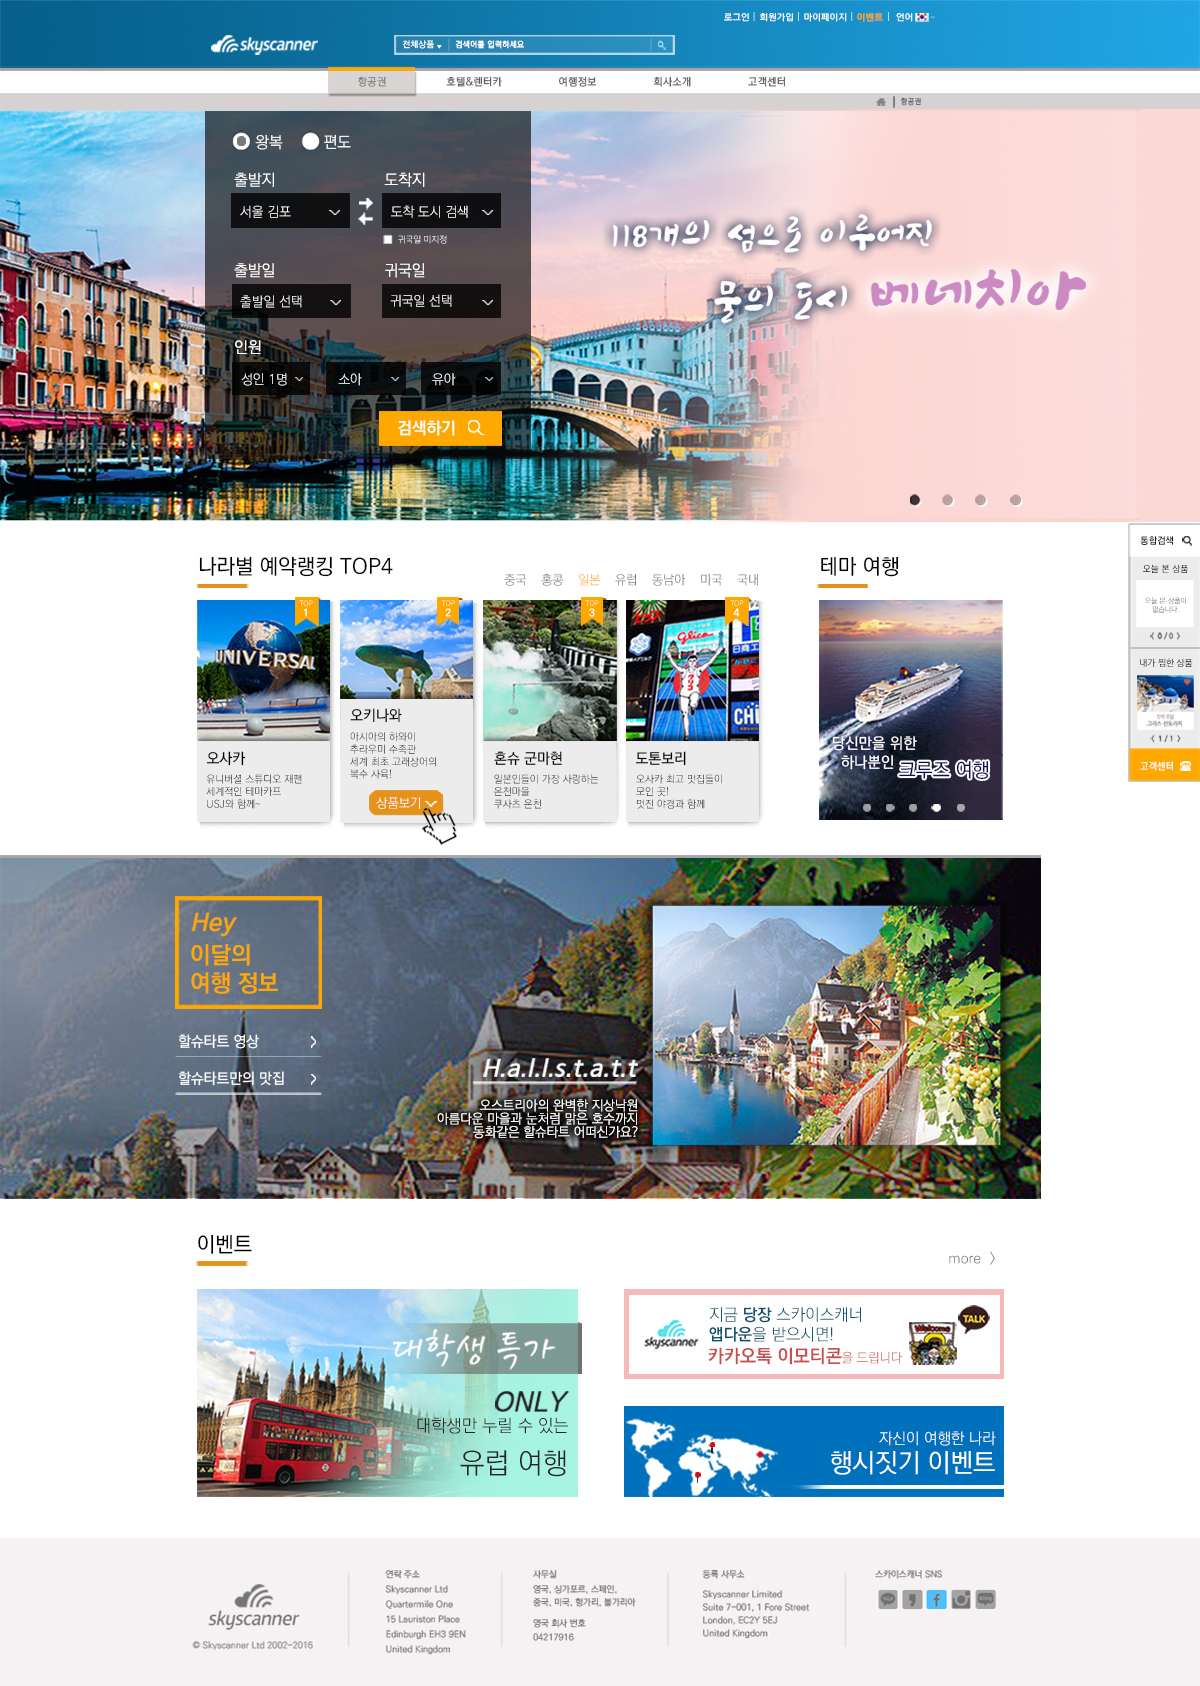 로그인 | 회원가입 | 마이페이지 | 이벤트 | 언어
skyscanner
전체상품 검색어를 입력하세요
항공권 호텔&렌터카 여행정보 회사소개 고객센터
항공권
왕복 편도
출발지 도착지
서울 김포 도착 도시 검색
귀국일 미지정
출발일 귀국일
출발일 선택 귀국일 선택
인원
성인 1명 소아 유아
검색하기
118개의 섬으로 이루어진
물의 도시 베네치아
통합검색
오늘 본 상품
오늘 본 상품이
없습니다.
《 0 / 0 》
내가 찜한 상품
그리스 산토리니
《 1 / 1 》
고객센터
나라별 예약랭킹 TOP4
중국 홍콩 일본 유럽 동남아 미국 국내
TOP 1
UNIVERSAL
오사카
유니버셜 스튜디오 재팬
세계적인 테마카프
USJ와 함께~
TOP 2
오키나와
아시아의 하와이
추라우미 수족관
세계 최초 고래상어의
복수 사육!
상품보기
TOP 3
혼슈 군마현
일본인들이 가장 사랑하는
온천마을
쿠사츠 온천
TOP 4
Glico
도톤보리
오사카 최고 맛집들이
모인 곳!
멋진 야경과 함께
테마 여행
당신만을 위한
하나뿐인 크루즈 여행
Hey
이달의
여행 정보
할슈타트 영상
할슈타트만의 맛집
H.a.l.l.s.t.a.t.t
오스트리아의 완벽한 지상낙원
아름다운 마을과 눈처럼 맑은 호수까지
동화같은 할슈타트 어떠신가요?
이벤트
more
대학생 특가
ONLY
대학생만 누릴 수 있는
유럽 여행
skyscanner
지금 당장 스카이스캐너
앱다운을 받으시면!
카카오톡 이모티콘을 드립니다
Welcome
TALK
자신이 여행한 나라
행시짓기 이벤트
skyscanner
© Skyscanner Ltd 2002-2016
연락 주소
Skyscanner Ltd
Quartermile One
15 Lauriston Place
Edinburgh EH3 9EN
United Kingdom
사무실
영국, 싱가포르, 스페인,
중국, 미국, 헝가리, 불가리아
영국 회사 번호
04217916
등록 사무소
Skyscanner Limited
Suite 7-001, 1 Fore Street
London, EC2Y 5EJ
United Kingdom
스카이스캐너 SNS